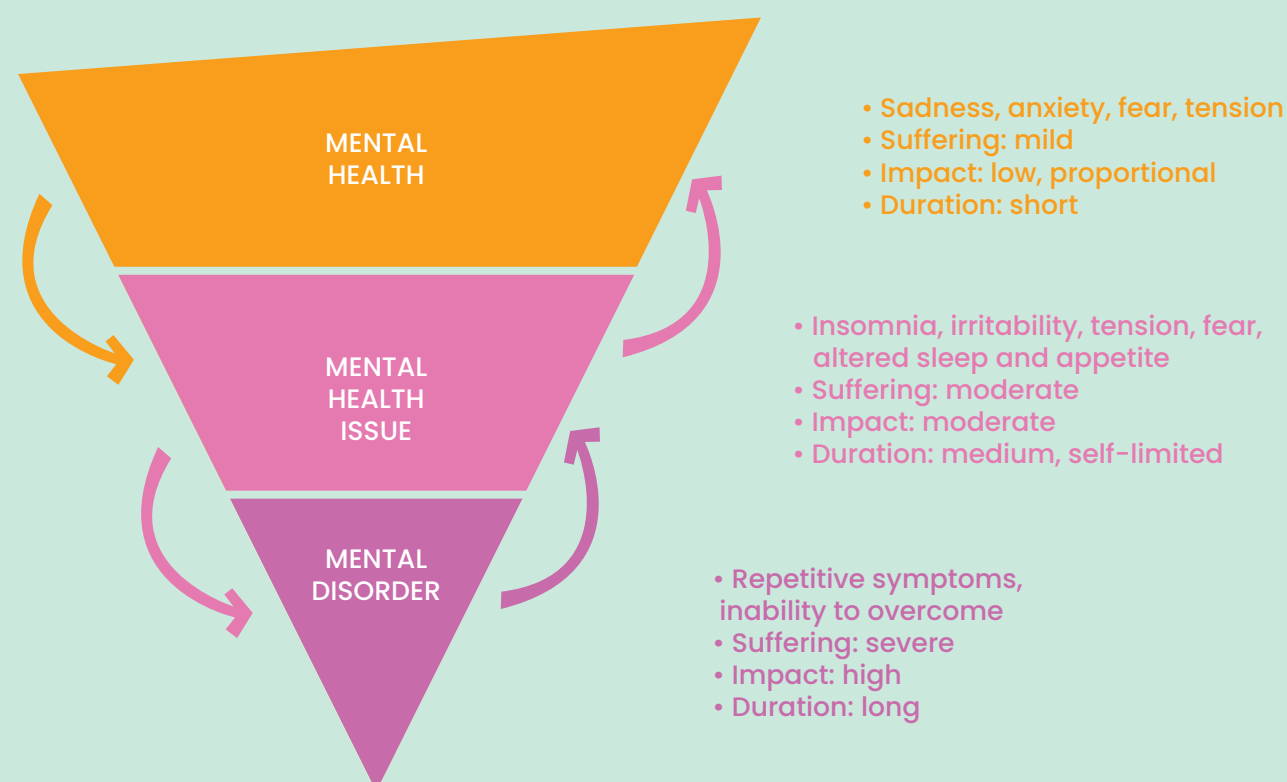 MENTAL
HEALTH
• Sadness, anxiety, fear, tension
• Suffering: mild
• Impact: low, proportional
• Duration: short
MENTAL
HEALTH
ISSUE
• Insomnia, irritability, tension, fear,
altered sleep and appetite
• Suffering: moderate
• Impact: moderate
• Duration: medium, self-limited
MENTAL
DISORDER
• Repetitive symptoms,
inability to overcome
• Suffering: severe
• Impact: high
• Duration: long